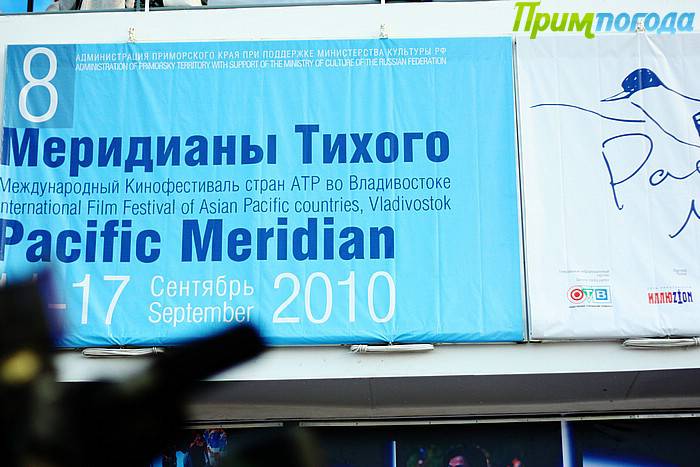 Примпогода
8
АДМИНИСТРАЦИЯ ПРИМОРСКОГО КРАЯ ПРИ ПОДДЕРЖКЕ МИНИСТЕРСТВА КУЛЬТУРЫ РФ
ADMINISTRATION OF PRIMORSKY TERRITORY WITH SUPPORT OF THE MINISTRY OF CULTURE OF THE RUSSIAN FEDERATION
Меридианы Тихого
Международный Кинофестиваль стран АТР во Владивостоке
International Film Festival of Asian Pacific countries, Vladivostok
Pacific Meridian
-17 Сентябрь 2010
September
ОТВ
ИЛЛЮZION